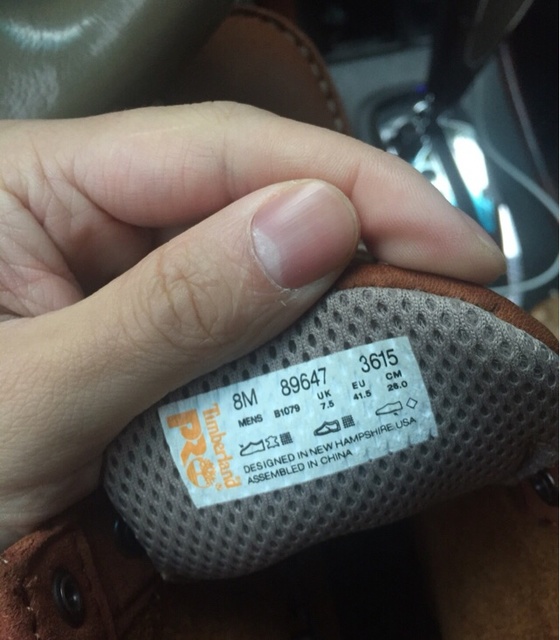 Timberland
PRO
8M 89647 3615
MENS B1079 UK EU CM
7.5 41.5 26.0
DESIGNED IN NEW HAMPSHIRE.USA
ASSEMBLED IN CHINA